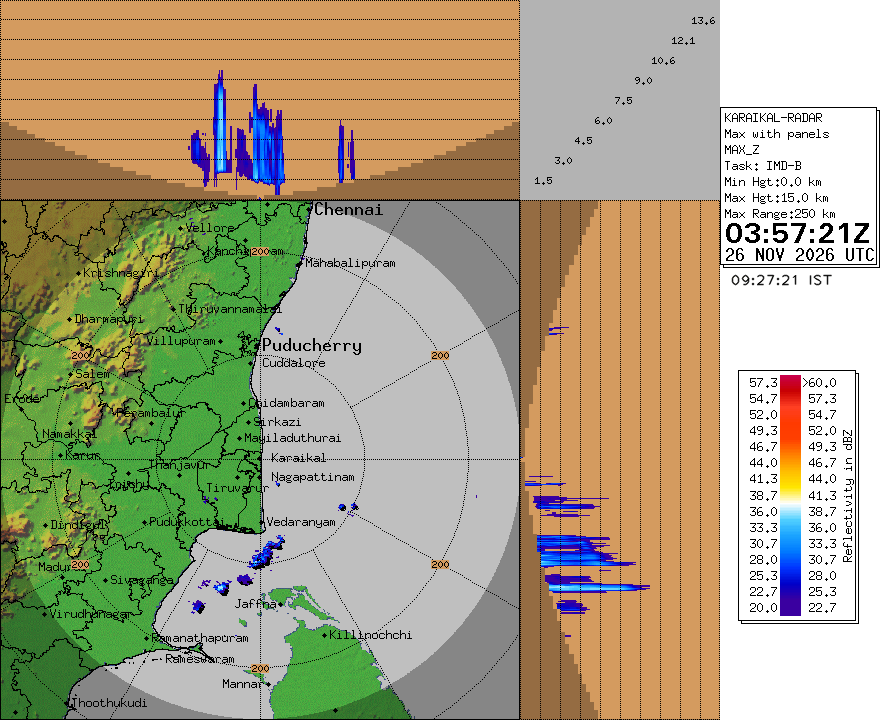 13.6
12.1
10.6
9.0
7.5
6.0
4.5
3.0
1.5
KARAIKAL-RADAR
Max with panels
MAX_Z
Task: IMD-B
Min Hgt:0.0 km
Max Hgt:15.0 km
Max Range:250 km
03:57:21Z
26 NOV 2026 UTC
09:27:21 IST
Chennai
Vellore
200
Mahabalipuram
Krishnagiri
Thiruvannamalai
Dharmapuri
Villupuram
Puducherry
200
200
Cuddalore
Salem
Erode
Chidambaram
Perambalur
Sirkazi
Namakkal
Mayiladuthurai
Karur
Karaikal
Thanjavur
Nagapattinam
Tiruvarur
Dindigul
Pudukkottai
Vedaranyam
200
200
Madurai
Sivaganga
Jaffna
Virudhunagar
Ramanathapuram
Killinochchi
Rameswaram
200
Mannar
Thoothukudi
57.3 >60.0
54.7 57.3
52.0 54.7
49.3 52.0
46.7 49.3
44.0 46.7
41.3 44.0
38.7 41.3
36.0 38.7
33.3 36.0
30.7 33.3
28.0 30.7
25.3 28.0
22.7 25.3
20.0 22.7
Reflectivity in dBZ